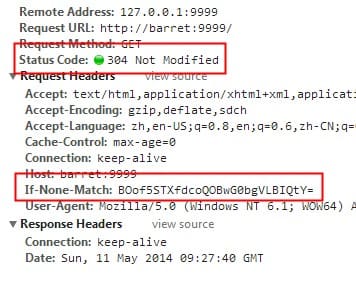 Remote Address: 127.0.0.1:9999
Request URL: http://barret:9999/
Request Method: GET
Status Code: 304 Not Modified
Request Headers view source
Accept: text/html,application/xhtml+xml,applicati
Accept-Encoding: gzip,deflate,sdch
Accept-Language: zh,en-US;q=0.8,en;q=0.6,zh-CN;q=
Cache-Control: max-age=0
Connection: keep-alive
Host: barret:9999
If-None-Match: BOof5STXfdcoQOBwG0bgVLBIQtY=
User-Agent: Mozilla/5.0 (Windows NT 6.1; WOW64) A
Response Headers view source
Connection: keep-alive
Date: Sun, 11 May 2014 09:27:40 GMT